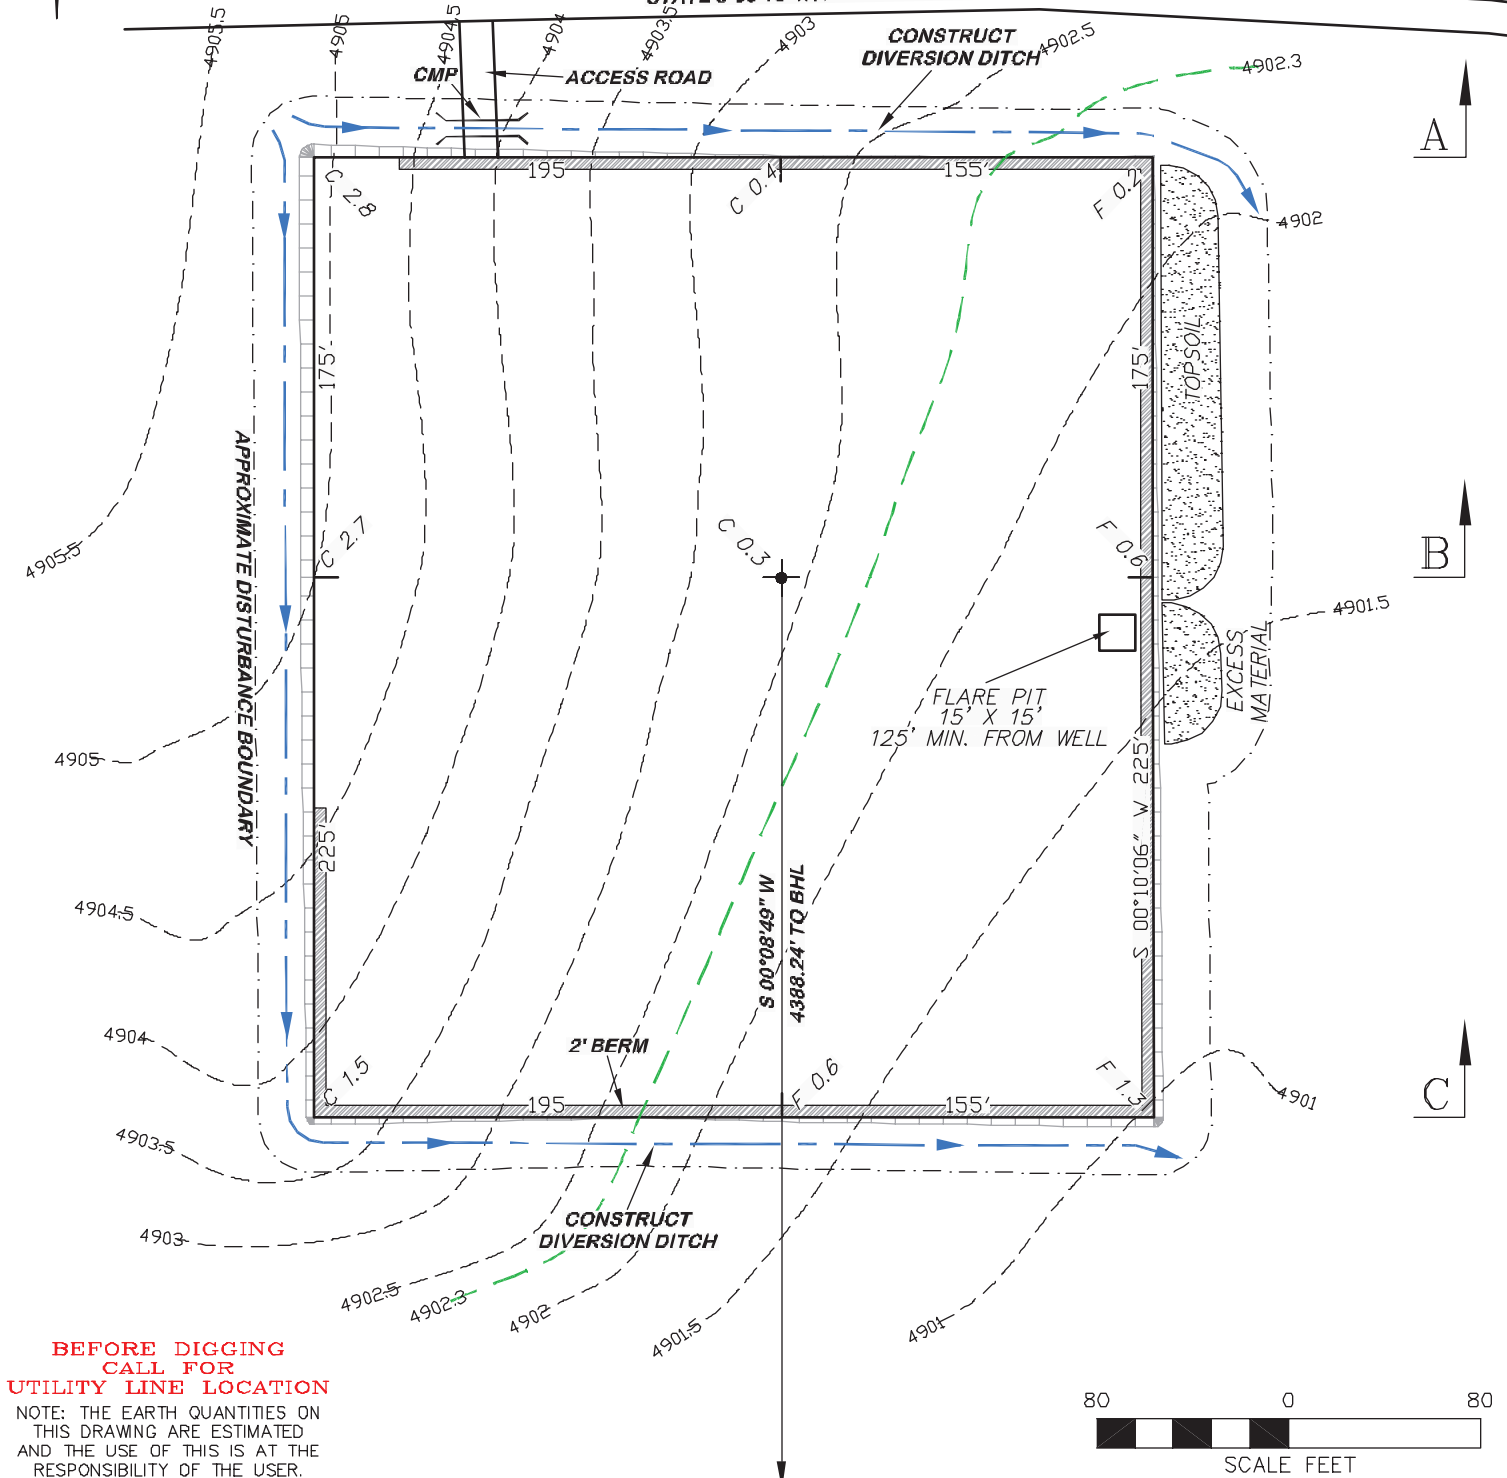 4905.5
4905
4904.5
4904
4903.5
4903
CONSTRUCT
DIVERSION DITCH
4902.5
4902.3
CMP
ACCESS ROAD
A
195'
155'
C 2.8
C 0.4
F 0.2
4902
175'
175'
TOPSOIL
APPROXIMATE DISTURBANCE BOUNDARY
4905.5
C 2.7
C 0.3
F 0.6
B
4901.5
EXCESS
MATERIAL
FLARE PIT
15' X 15'
125' MIN. FROM WELL
4905
225'
S 00°10'06" W 225'
S 00°08'49" W
4388.24' TO BHL
4904.5
4904
2' BERM
C 1.5
F 0.6
F 1.3
C
4901
195'
155'
4903.5
CONSTRUCT
DIVERSION DITCH
4903
4902.5
4902.3
4902
4901.5
4901
BEFORE DIGGING
CALL FOR
UTILITY LINE LOCATION
NOTE: THE EARTH QUANTITIES ON
THIS DRAWING ARE ESTIMATED
AND THE USE OF THIS IS AT THE
RESPONSIBILITY OF THE USER.
80 0 80
SCALE FEET